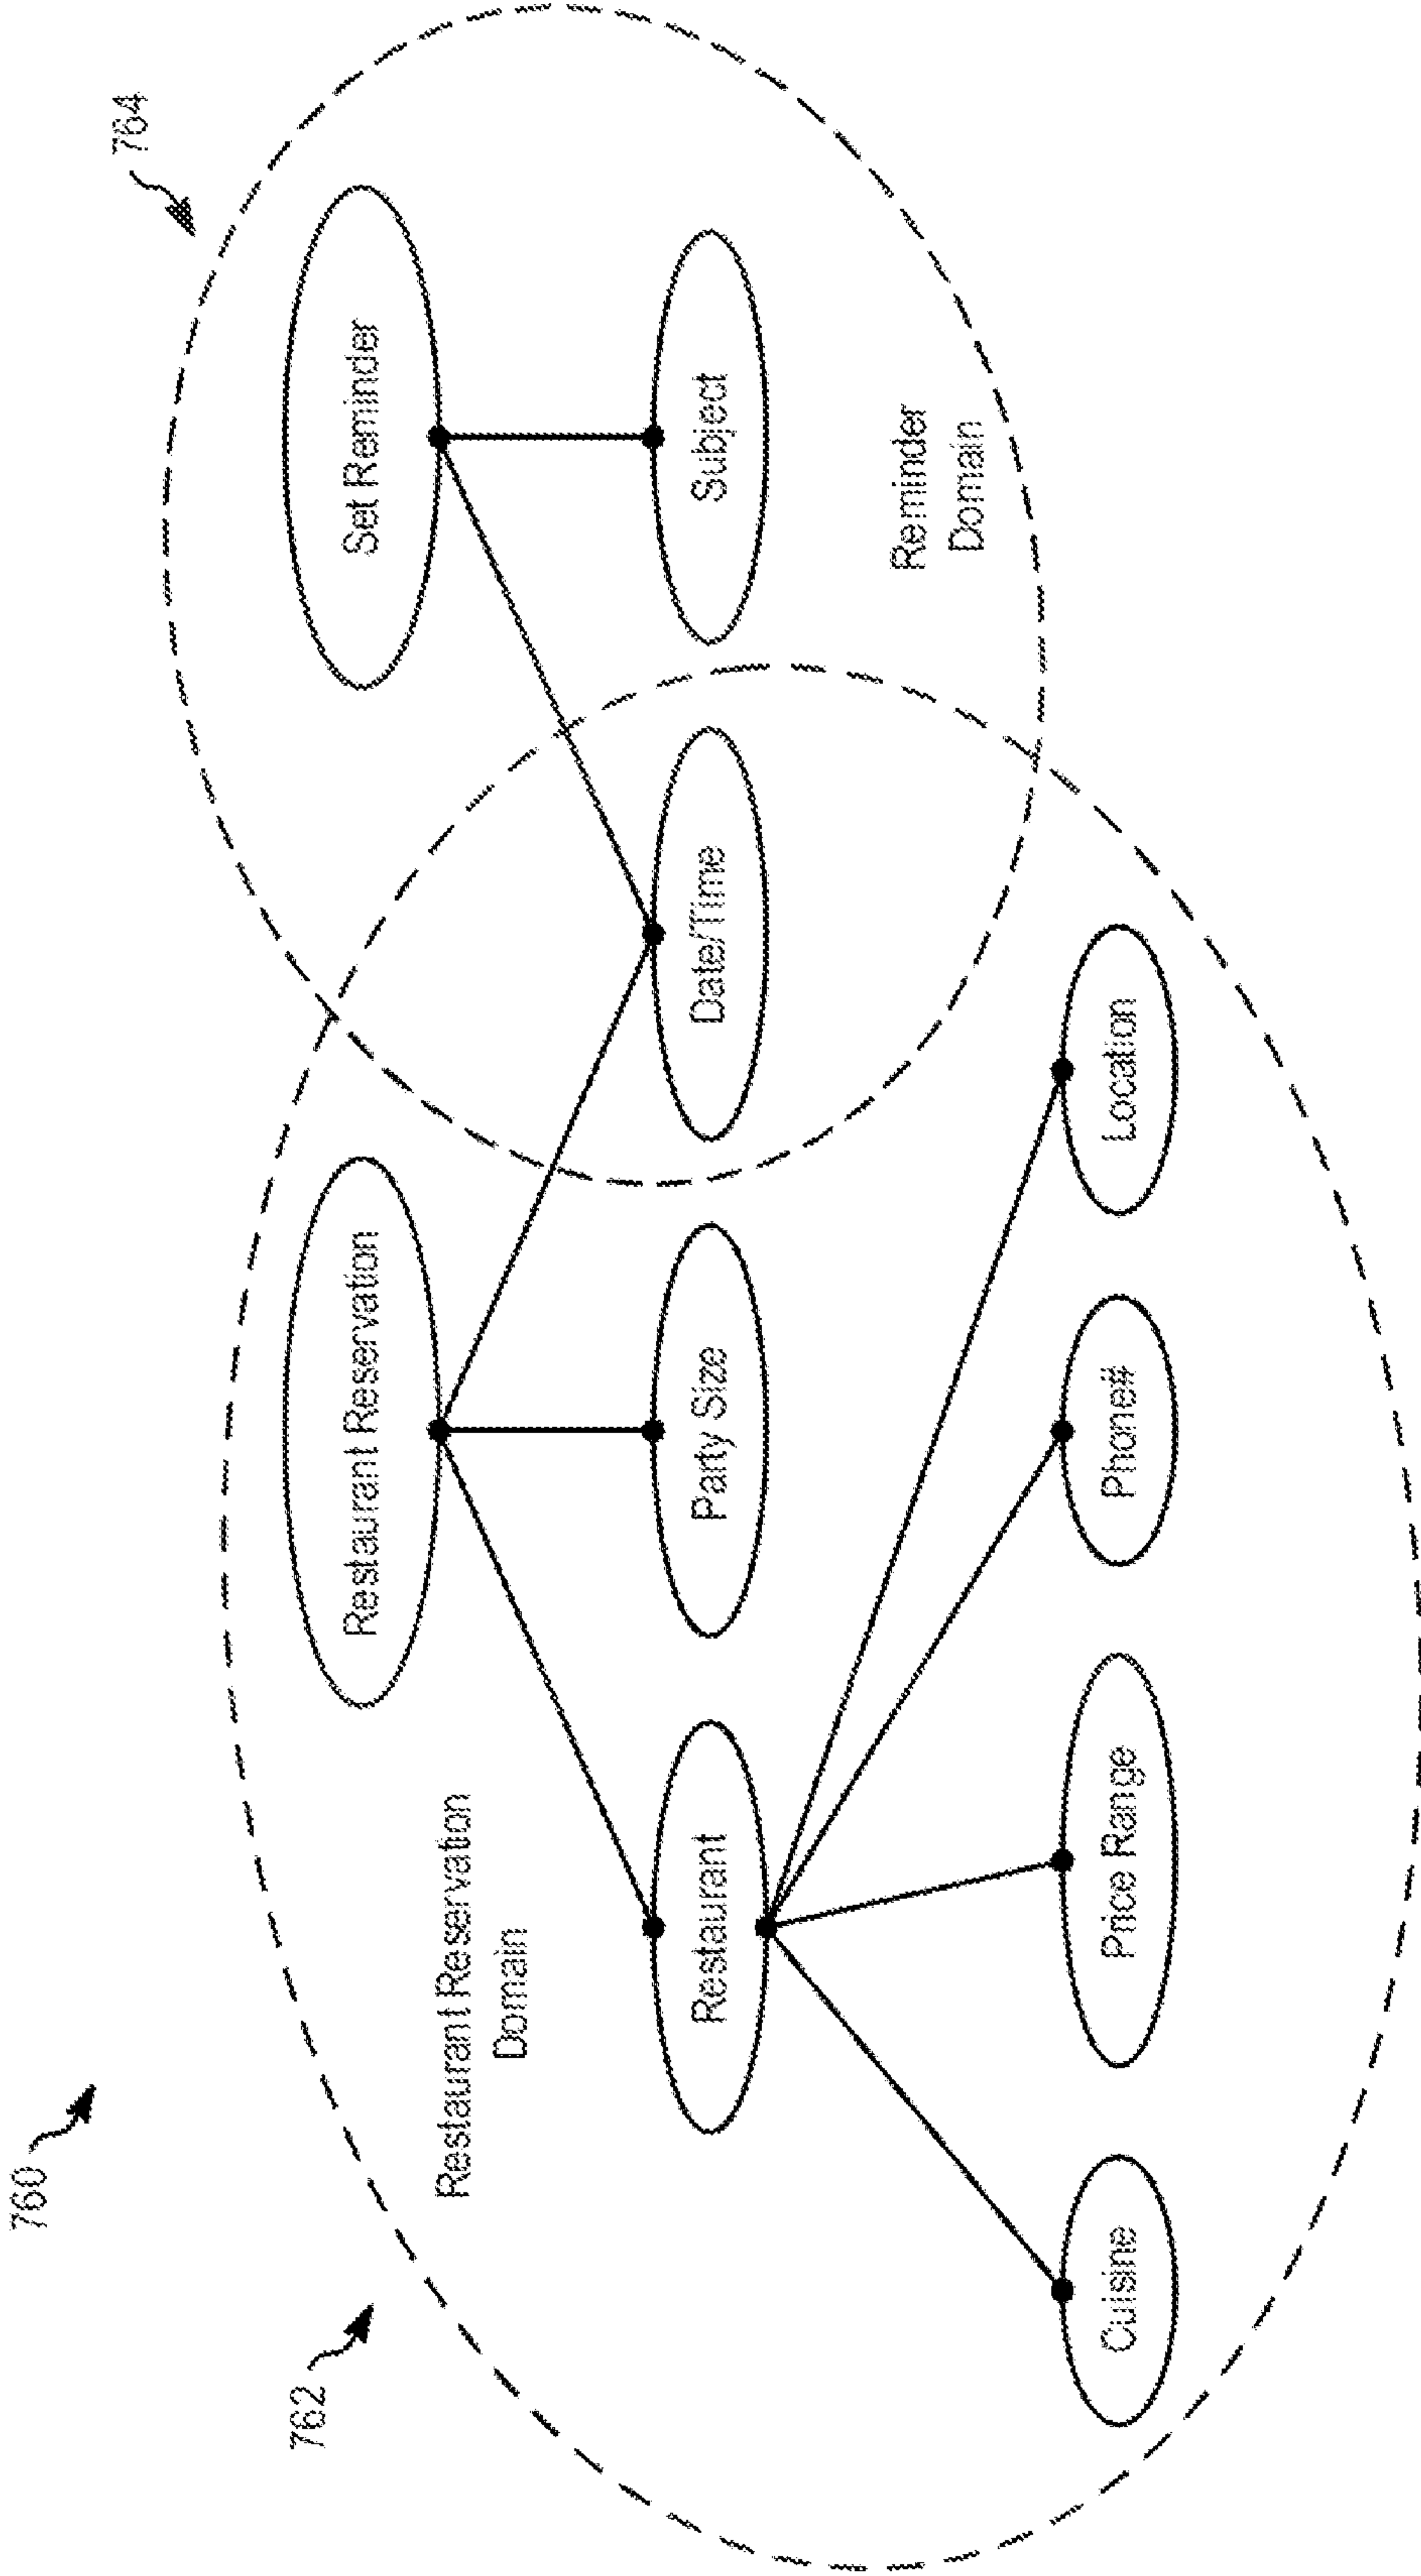 760
762
764
Restaurant Reservation
Domain
Restaurant Reservation
Set Reminder
Restaurant
Party Size
Date/Time
Subject
Reminder
Domain
Cuisine
Price Range
Phone#
Location